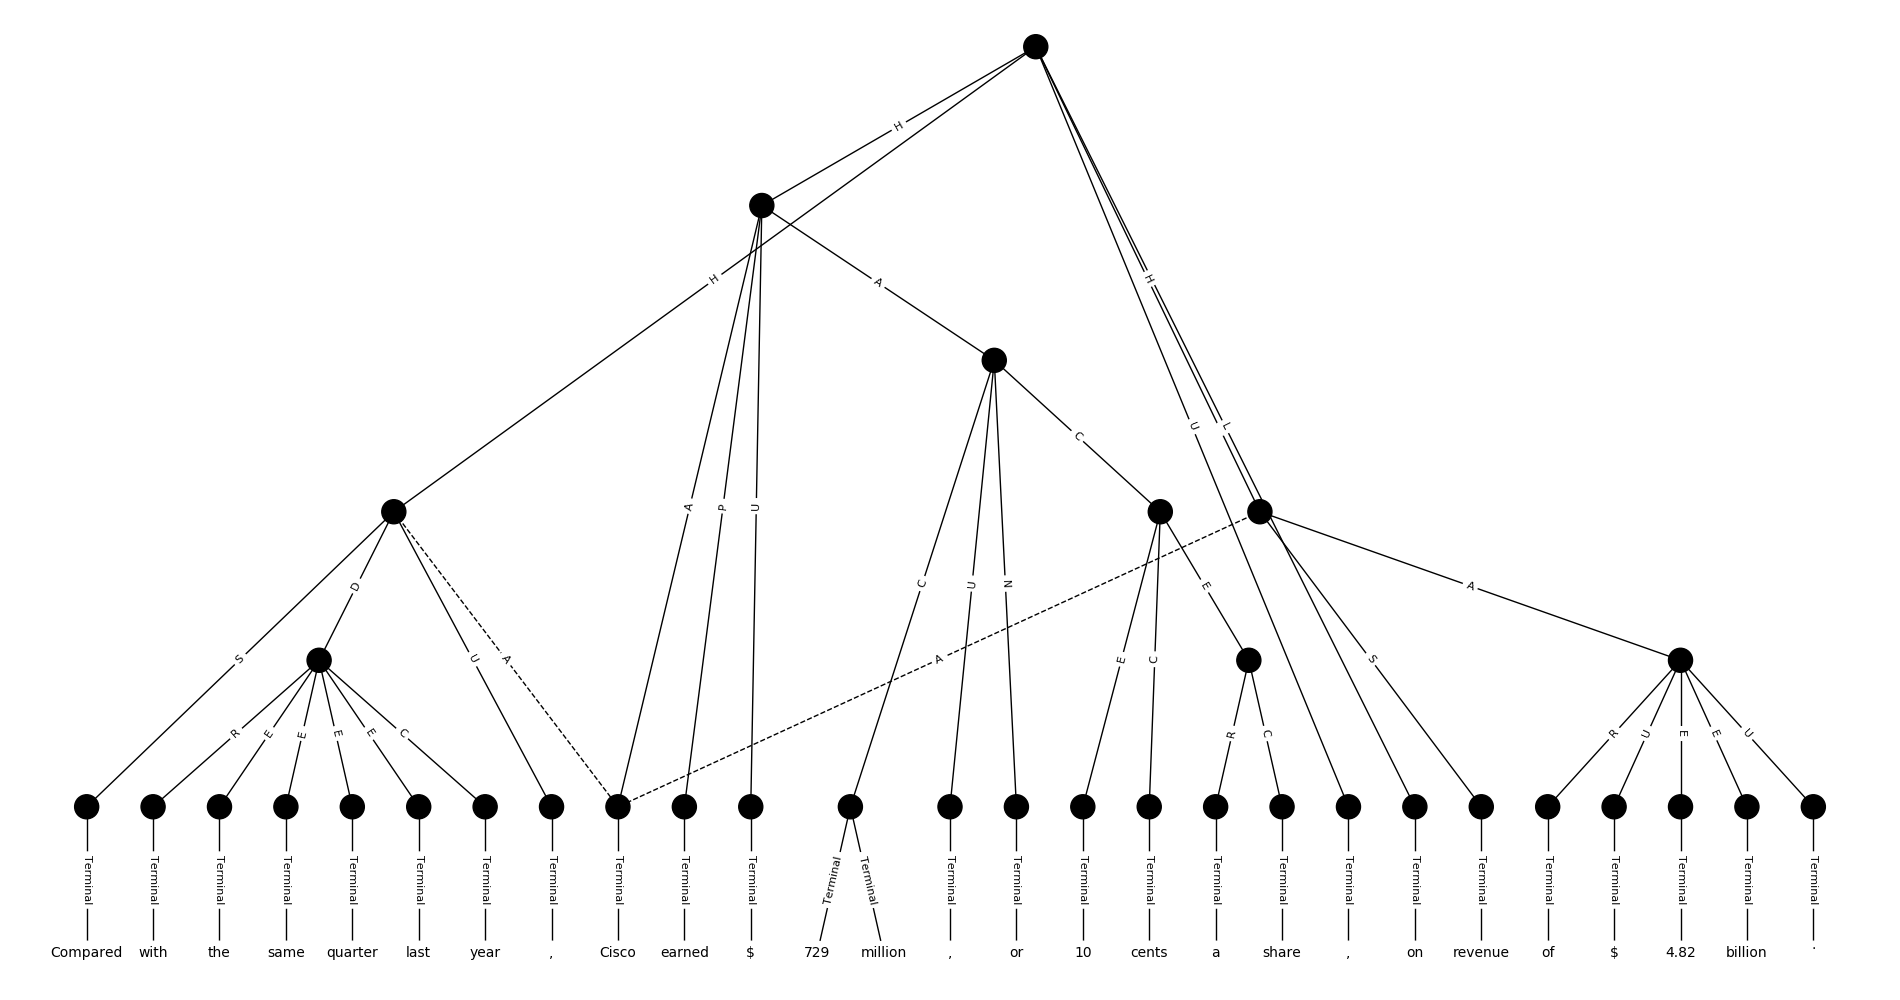 H
H
A
H
C
U
L
A
P
U
D
C
U
N
E
A
S
U
A
A
E
C
S
R
E
E
E
E
C
R
C
R
U
E
E
U
Terminal Terminal Terminal Terminal Terminal Terminal Terminal Terminal Terminal Terminal Terminal Terminal Terminal Terminal Terminal Terminal Terminal Terminal Terminal Terminal Terminal Terminal Terminal Terminal Terminal Terminal Terminal
Compared with the same quarter last year , Cisco earned $ 729 million , or 10 cents a share , on revenue of $ 4.82 billion .